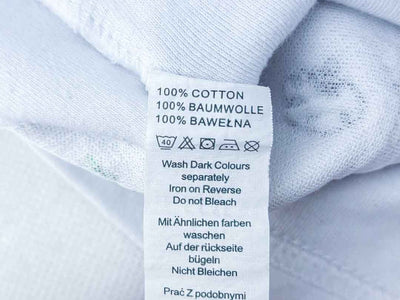 100% COTTON
100% BAUMWOLLE
100% BAWEŁNA
40
Wash Dark Colours
separately
Iron on Reverse
Do not Bleach
Mit Ähnlichen farben
waschen
Auf der rückseite
bügeln
Nicht Bleichen
Prać Z podobnymi